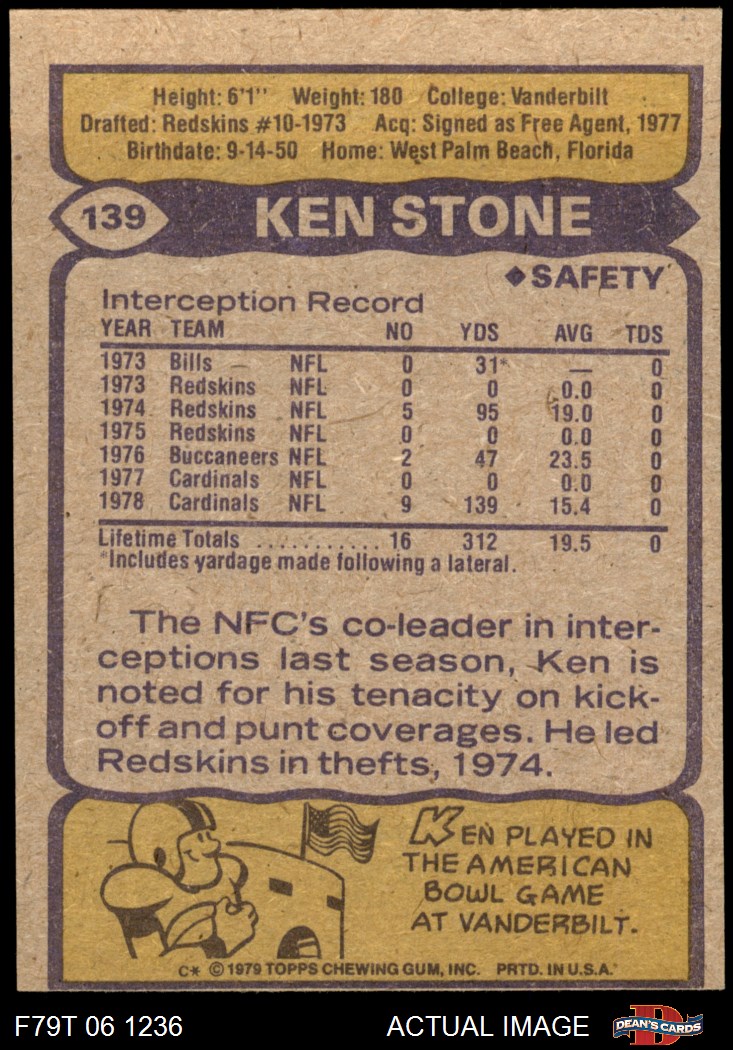 Height: 6'1" Weight: 180 College: Vanderbilt
Drafted: Redskins #10-1973 Acq: Signed as Free Agent, 1977
Birthdate: 9-14-50 Home: West Palm Beach, Florida
139 KEN STONE
◆SAFETY
Interception Record
YEAR TEAM NO YDS AVG TDS
1973 Bills NFL 0 31* — 0
1973 Redskins NFL 0 0 0.0 0
1974 Redskins NFL 5 95 19.0 0
1975 Redskins NFL 0 0 0.0 0
1976 Buccaneers NFL 2 47 23.5 0
1977 Cardinals NFL 0 0 0.0 0
1978 Cardinals NFL 9 139 15.4 0
Lifetime Totals ........... 16 312 19.5 0
*Includes yardage made following a lateral.
The NFC's co-leader in inter-
ceptions last season, Ken is
noted for his tenacity on kick-
off and punt coverages. He led
Redskins in thefts, 1974.
KEN PLAYED IN
THE AMERICAN
BOWL GAME
AT VANDERBILT.
C* © 1979 TOPPS CHEWING GUM, INC. PRTD. IN U.S.A.
F79T 06 1236 ACTUAL IMAGE D DEAN'S CARDS